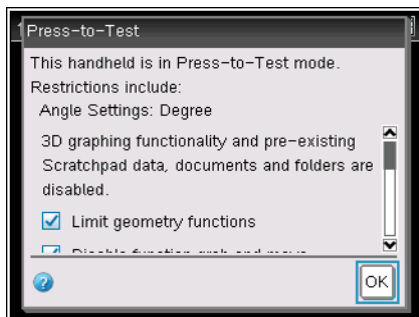 Press-to-Test
This handheld is in Press-to-Test mode.
Restrictions include:
Angle Settings: Degree
3D graphing functionality and pre-existing
Scratchpad data, documents and folders are
disabled.
Limit geometry functions
OK